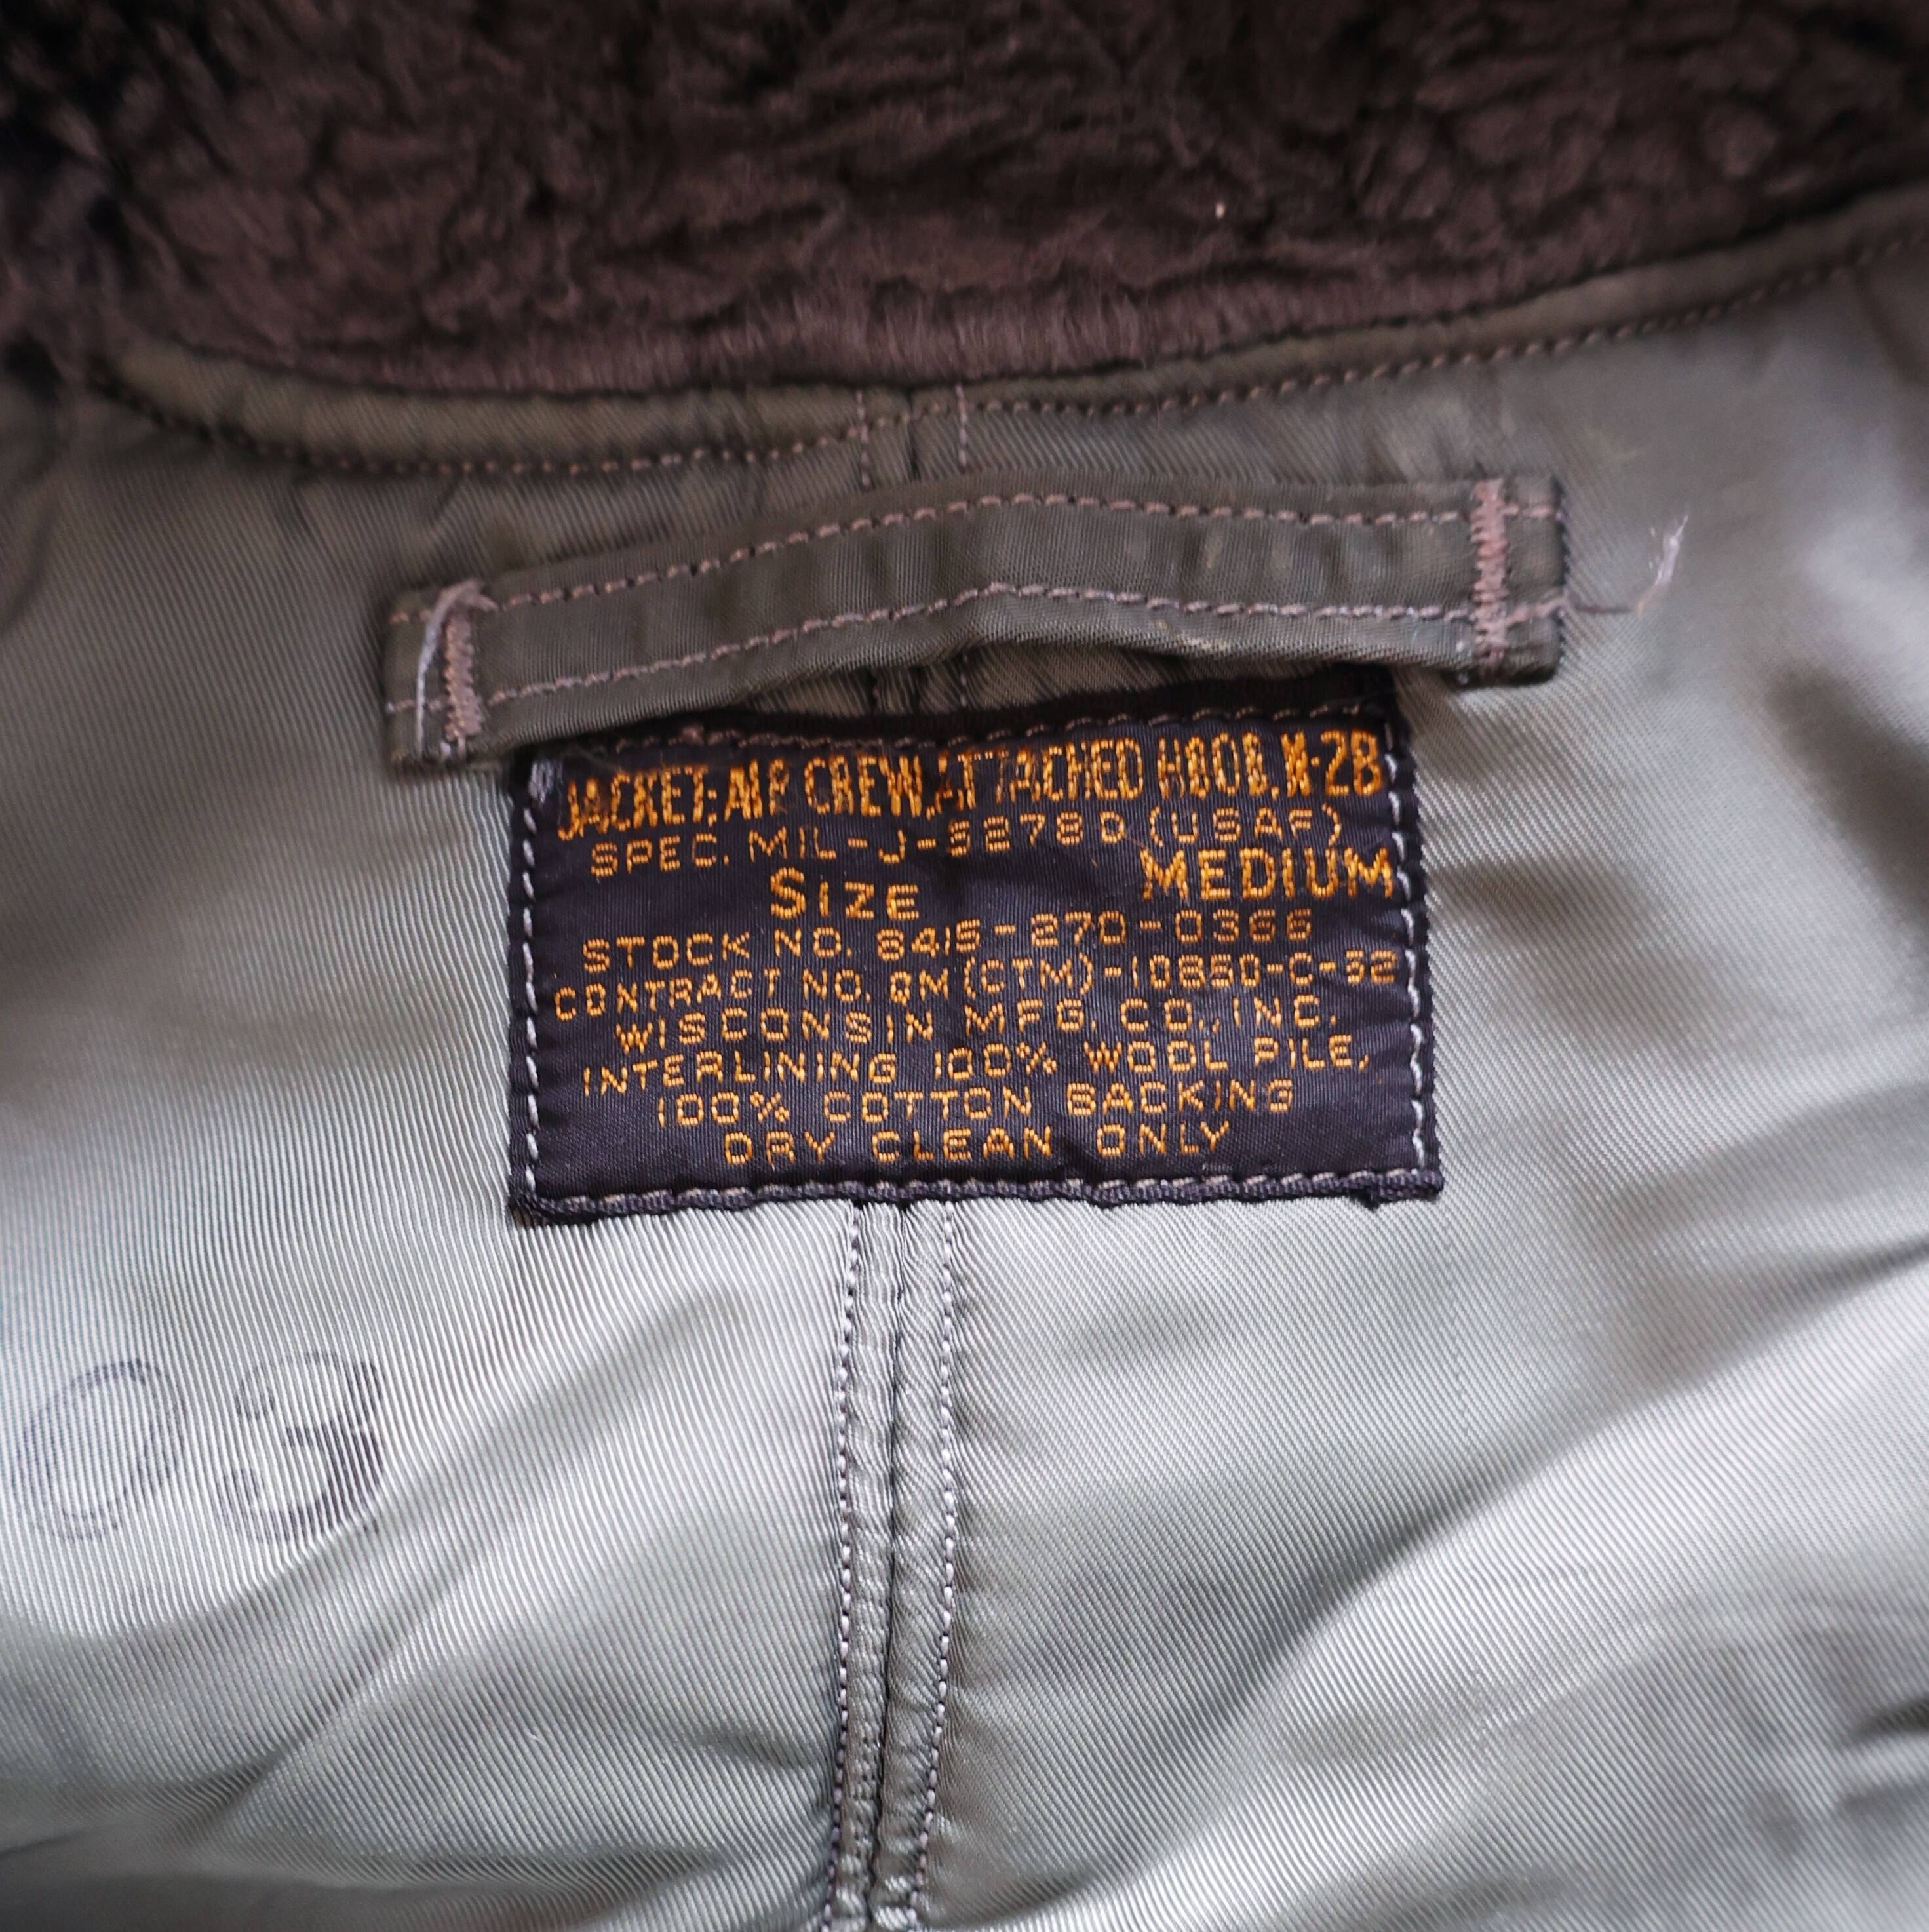 JACKET; AIR CREW, ATTACHED HOOD, N-2B
SPEC. MIL-J-6278D (USAF)
SIZE MEDIUM
STOCK NO. 8415-270-0366
CONTRACT NO. QM(CTM)-10850-C-52
WISCONSIN MFG. CO., INC.
INTERLINING 100% WOOL PILE,
100% COTTON BACKING
DRY CLEAN ONLY
03